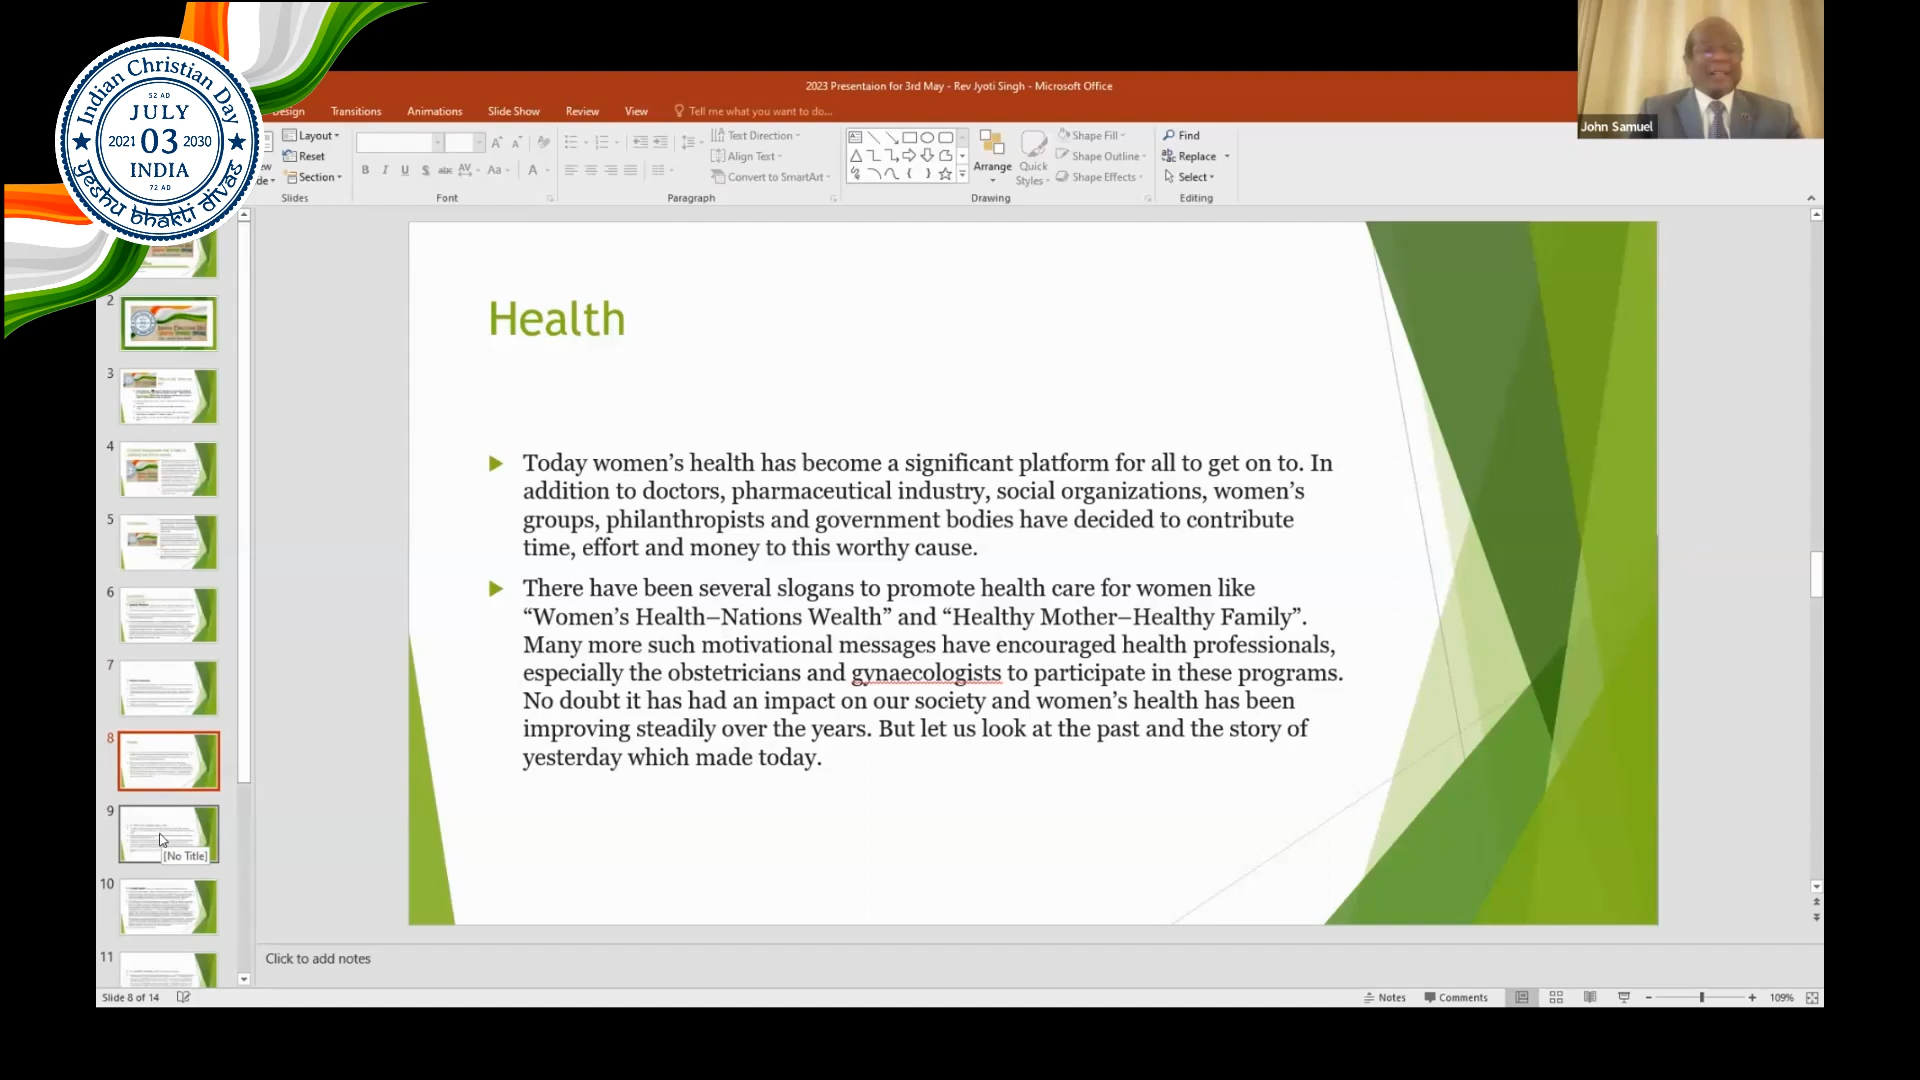 Indian Christian Day
52 AD
JULY
2021 03 2030
INDIA
72 AD
yeshu bhakti divas
2023 Presentaion for 3rd May - Rev Jyoti Singh - Microsoft Office
John Samuel
Design Transitions Animations Slide Show Review View Tell me what you want to do...
Layout
Reset
Section
Slides
B I U S abc AV Aa A
Font
Text Direction
Align Text
Convert to SmartArt
Paragraph
Arrange
Quick
Styles
Shape Fill
Shape Outline
Shape Effects
Drawing
Find
Replace
Select
Editing
2
3
4
5
6
7
8
9
[No Title]
10
11
Health
Today women’s health has become a significant platform for all to get on to. In
addition to doctors, pharmaceutical industry, social organizations, women’s
groups, philanthropists and government bodies have decided to contribute
time, effort and money to this worthy cause.
There have been several slogans to promote health care for women like
“Women’s Health–Nations Wealth” and “Healthy Mother–Healthy Family”.
Many more such motivational messages have encouraged health professionals,
especially the obstetricians and gynaecologists to participate in these programs.
No doubt it has had an impact on our society and women’s health has been
improving steadily over the years. But let us look at the past and the story of
yesterday which made today.
Click to add notes
Slide 8 of 14
Notes Comments 109%